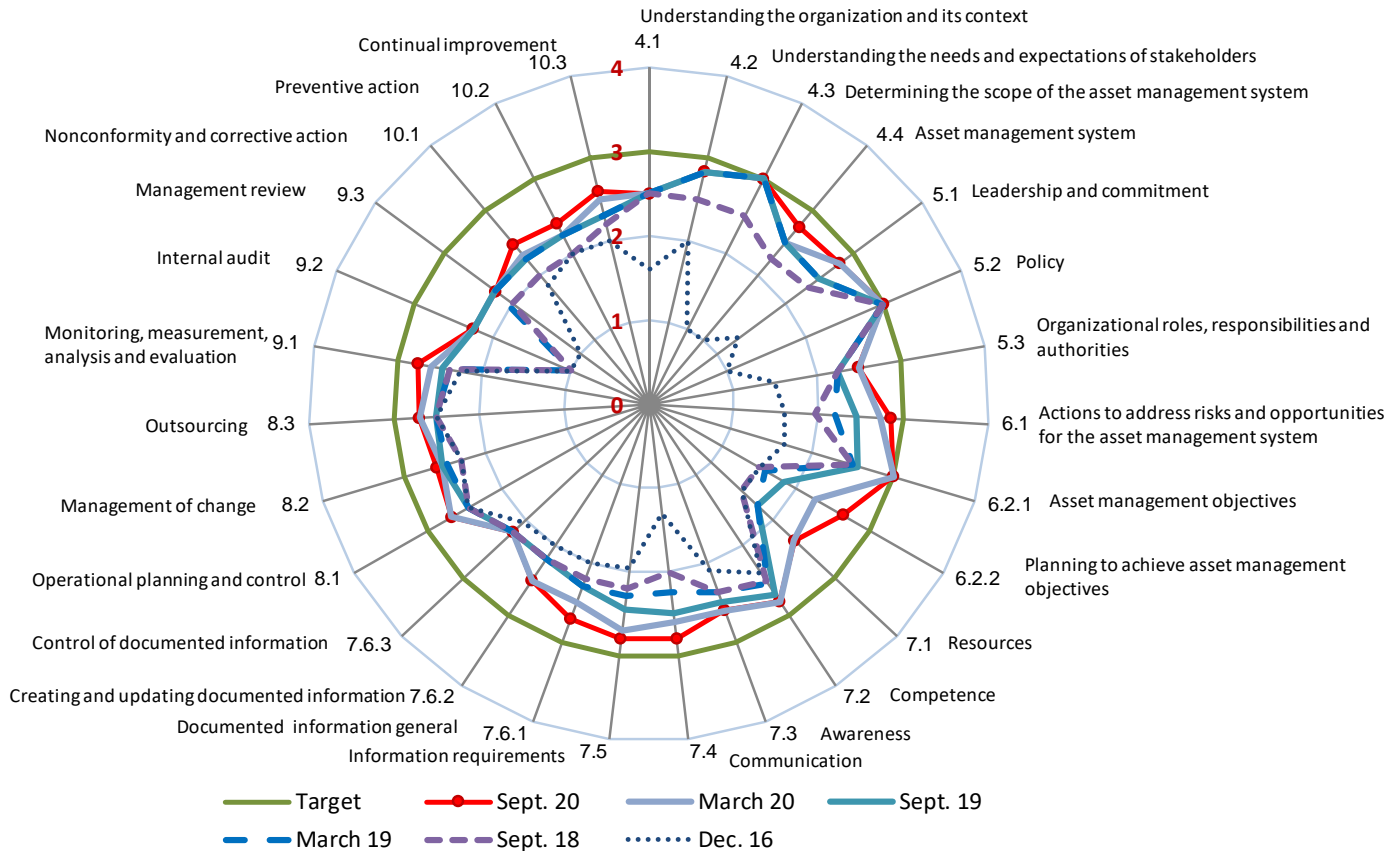 Understanding the organization and its context
4.1
4.2
Understanding the needs and expectations of stakeholders
4.3
Determining the scope of the asset management system
4.4
Asset management system
5.1
Leadership and commitment
5.2
Policy
5.3
Organizational roles, responsibilities and
authorities
6.1
Actions to address risks and opportunities
for the asset management system
6.2.1
Asset management objectives
6.2.2
Planning to achieve asset management
objectives
7.1
Resources
7.2
Competence
7.3
Awareness
7.4
Communication
7.5
Information requirements
7.6.1
Documented information general
7.6.2
Creating and updating documented information
7.6.3
Control of documented information
8.1
Operational planning and control
8.2
Management of change
8.3
Outsourcing
9.1
Monitoring, measurement,
analysis and evaluation
9.2
Internal audit
9.3
Management review
10.1
Nonconformity and corrective action
10.2
Preventive action
10.3
Continual improvement
4
3
2
1
0
Target
Sept. 20
March 20
Sept. 19
March 19
Sept. 18
Dec. 16